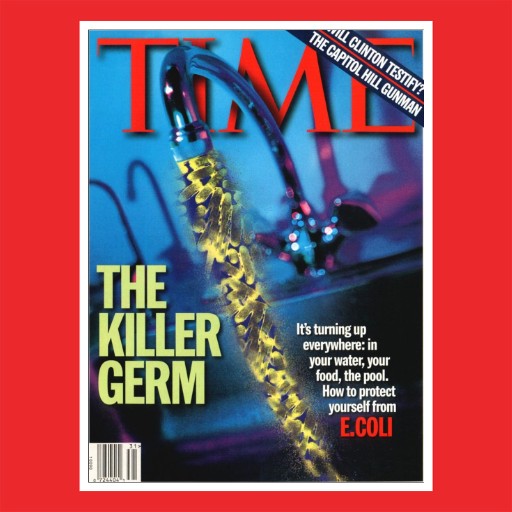 TIME
WILL CLINTON TESTIFY?
THE CAPITOL HILL GUNMAN
THE
KILLER
GERM
It's turning up
everywhere: in
your water, your
food, the pool.
How to protect
yourself from
E.COLI
31>